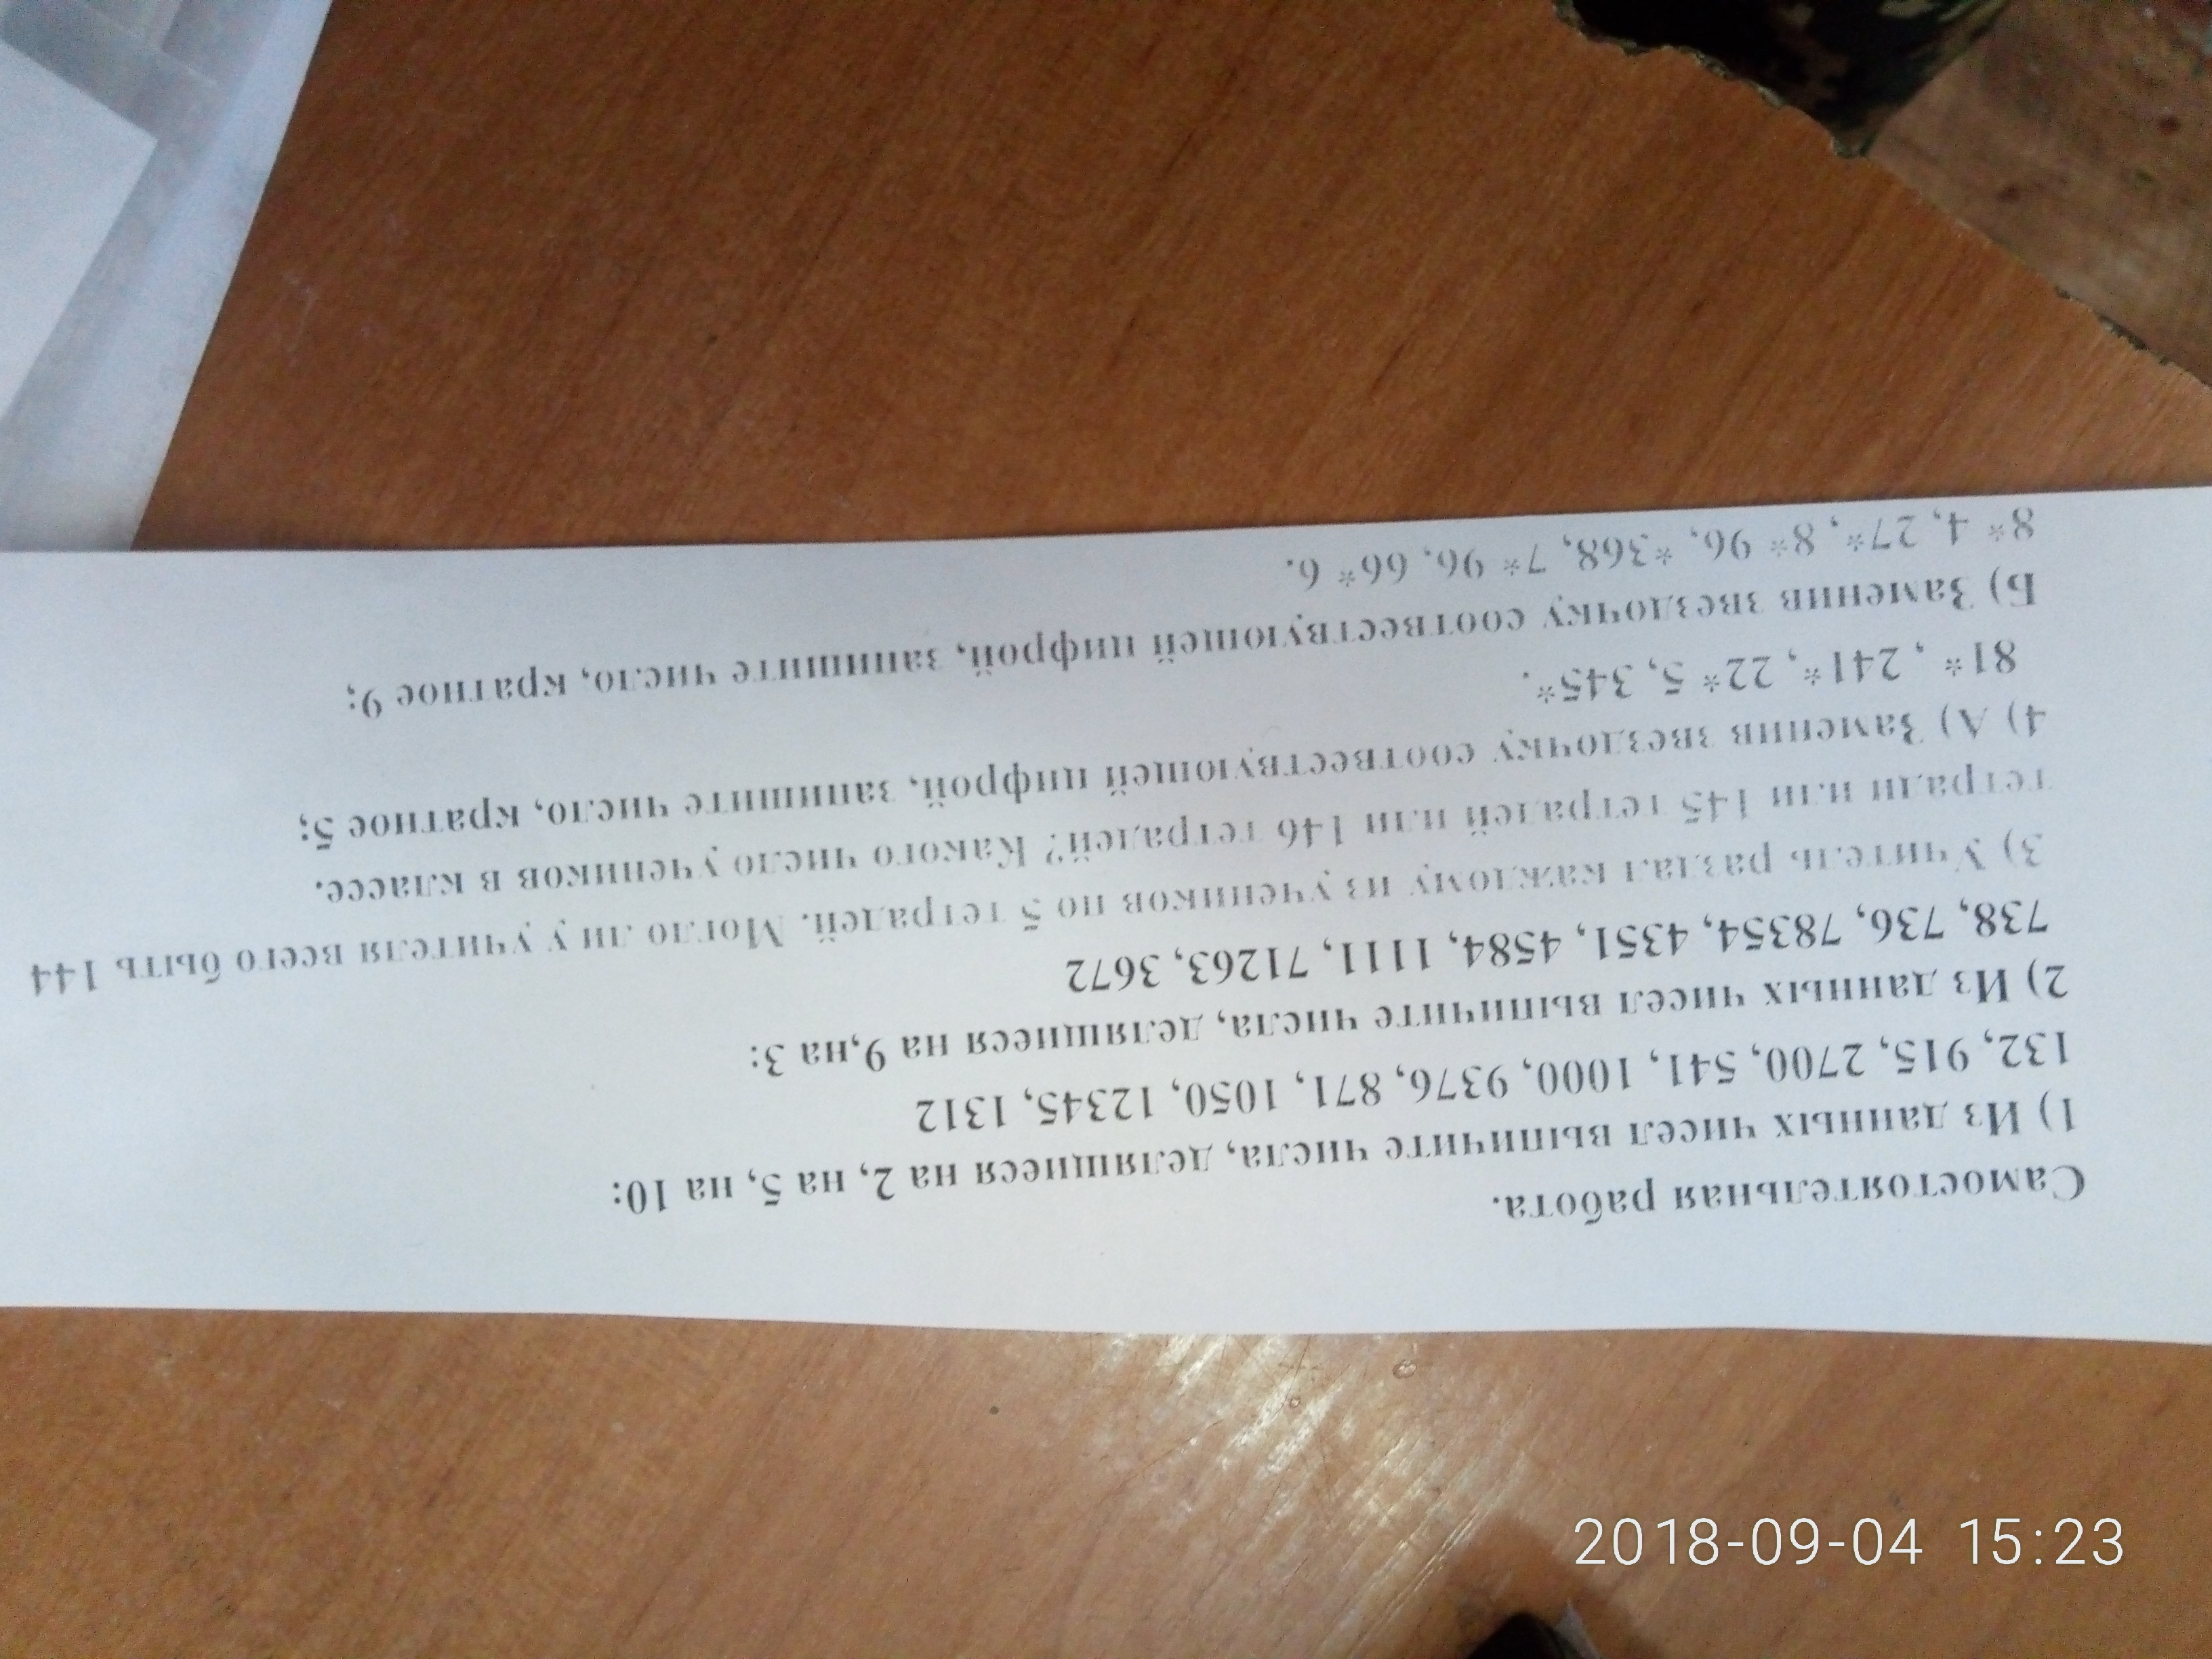 Самостоятельная работа.
1) Из данных чисел выпичите числа, делящиеся на 2, на 5, на 10:
132, 915, 2700, 541, 1000, 9376, 871, 1050, 12345, 1312
2) Из данных чисел выпичите числа, делящиеся на 9,на 3:
738, 736, 78354, 4351, 4584, 1111, 71263, 3672
3) Учитель раздал каждому из учеников по 5 тетрадей. Могло ли у учителя всего быть 144
тетради или 145 тетрадей или 146 тетрадей? Какого число учеников в классе.
4) А) Заменив звездочку соотвествующей цифрой, запишите число, кратное 5;
81* , 241*, 22* 5, 345*.
Б) Заменив звездочку соотвествующей цифрой, запишите число, кратное 9;
8* 4, 27*, 8* 96, *368, 7* 96, 66* 6.
2018-09-04 15:23